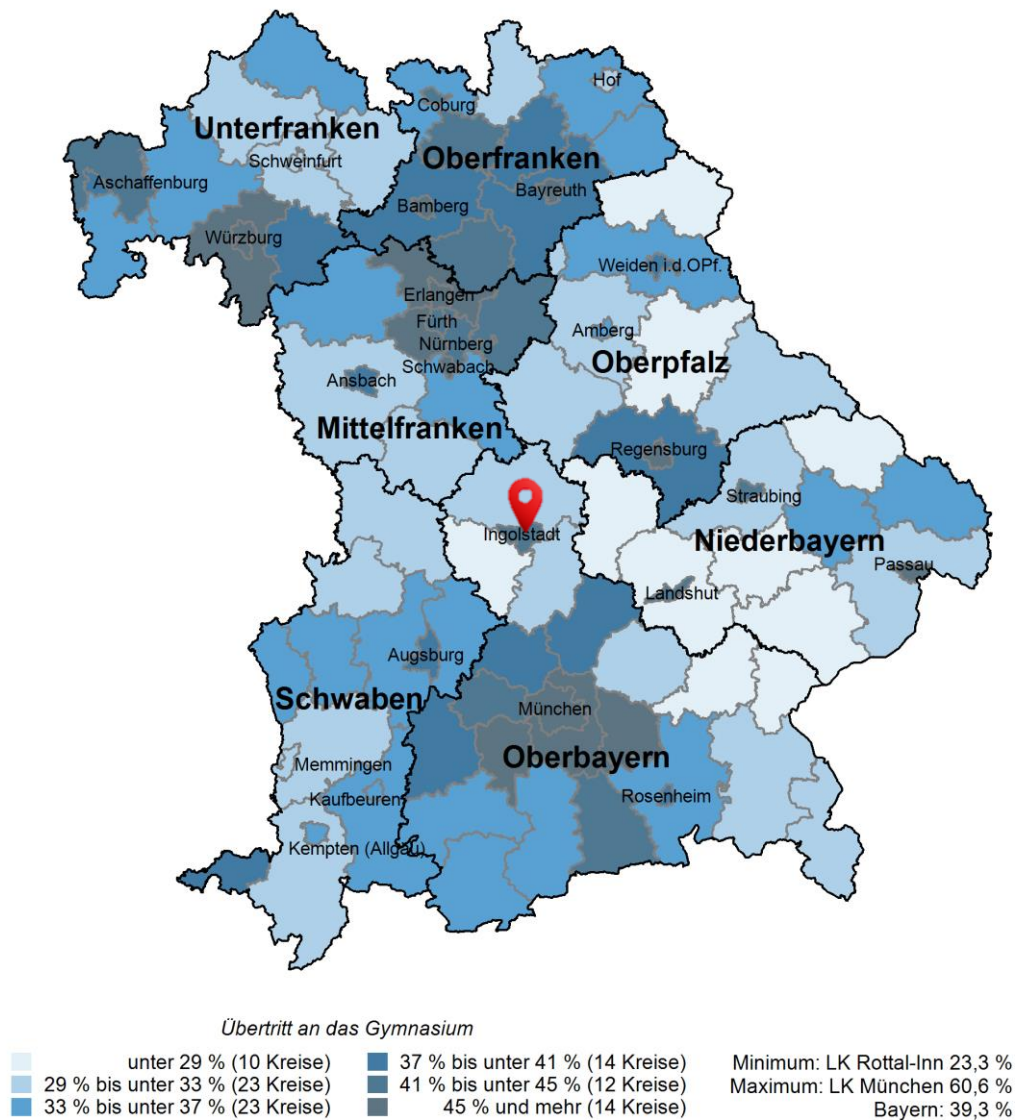 Hof
Coburg
Unterfranken
Schweinfurt
Oberfranken
Aschaffenburg
Bayreuth
Bamberg
Würzburg
Weiden i.d.OPf.
Erlangen
Fürth
Amberg
Nürnberg
Oberpfalz
Schwabach
Ansbach
Mittelfranken
Regensburg
Straubing
Ingolstadt
Niederbayern
Passau
Landshut
Augsburg
Schwaben
München
Oberbayern
Memmingen
Kaufbeuren
Rosenheim
Kempten (Allgäu)
Übertritt an das Gymnasium
unter 29 % (10 Kreise)
29 % bis unter 33 % (23 Kreise)
33 % bis unter 37 % (23 Kreise)
37 % bis unter 41 % (14 Kreise)
41 % bis unter 45 % (12 Kreise)
45 % und mehr (14 Kreise)
Minimum: LK Rottal-Inn 23,3 %
Maximum: LK München 60,6 %
Bayern: 39,3 %